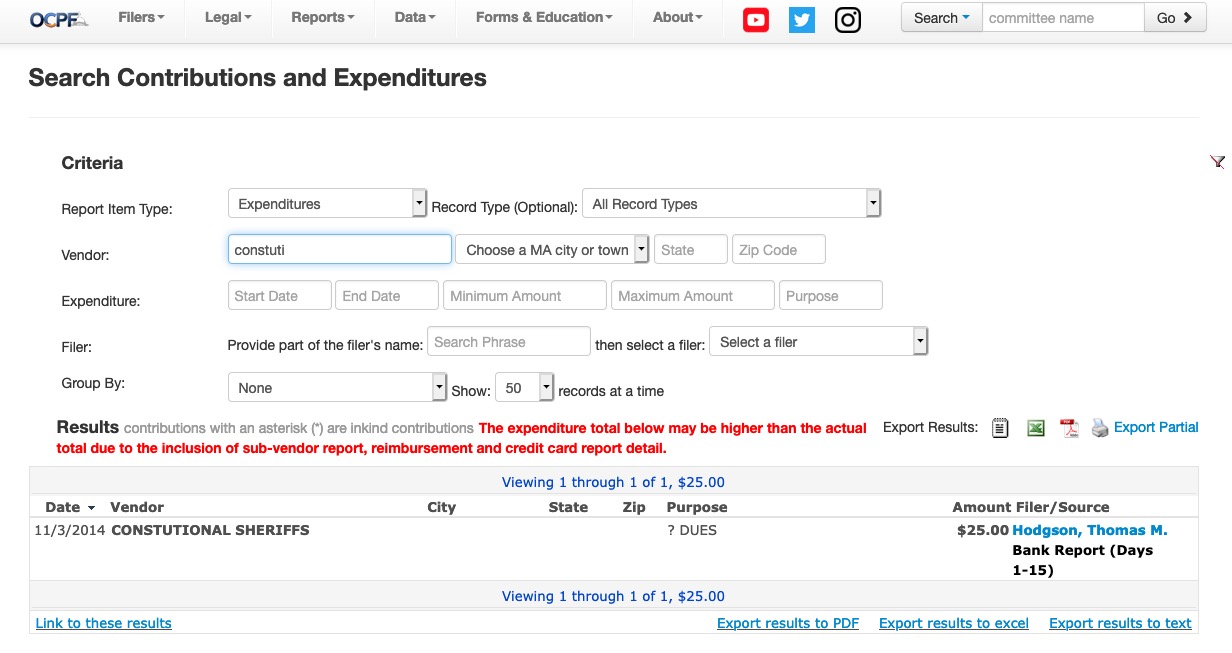 OCPF Filers Legal Reports Data Forms & Education About Search committee name Go
Search Contributions and Expenditures
Criteria
Report Item Type: Expenditures Record Type (Optional): All Record Types
Vendor: constuti Choose a MA city or town State Zip Code
Expenditure: Start Date End Date Minimum Amount Maximum Amount Purpose
Filer: Provide part of the filer's name: Search Phrase then select a filer: Select a filer
Group By: None Show: 50 records at a time
Results contributions with an asterisk (*) are inkind contributions The expenditure total below may be higher than the actual
total due to the inclusion of sub-vendor report, reimbursement and credit card report detail.
Export Results: Export Partial
Viewing 1 through 1 of 1, $25.00
Date Vendor City State Zip Purpose Amount Filer/Source
11/3/2014 CONSTUTIONAL SHERIFFS ? DUES $25.00 Hodgson, Thomas M.
Bank Report (Days
1-15)
Viewing 1 through 1 of 1, $25.00
Link to these results Export results to PDF Export results to excel Export results to text